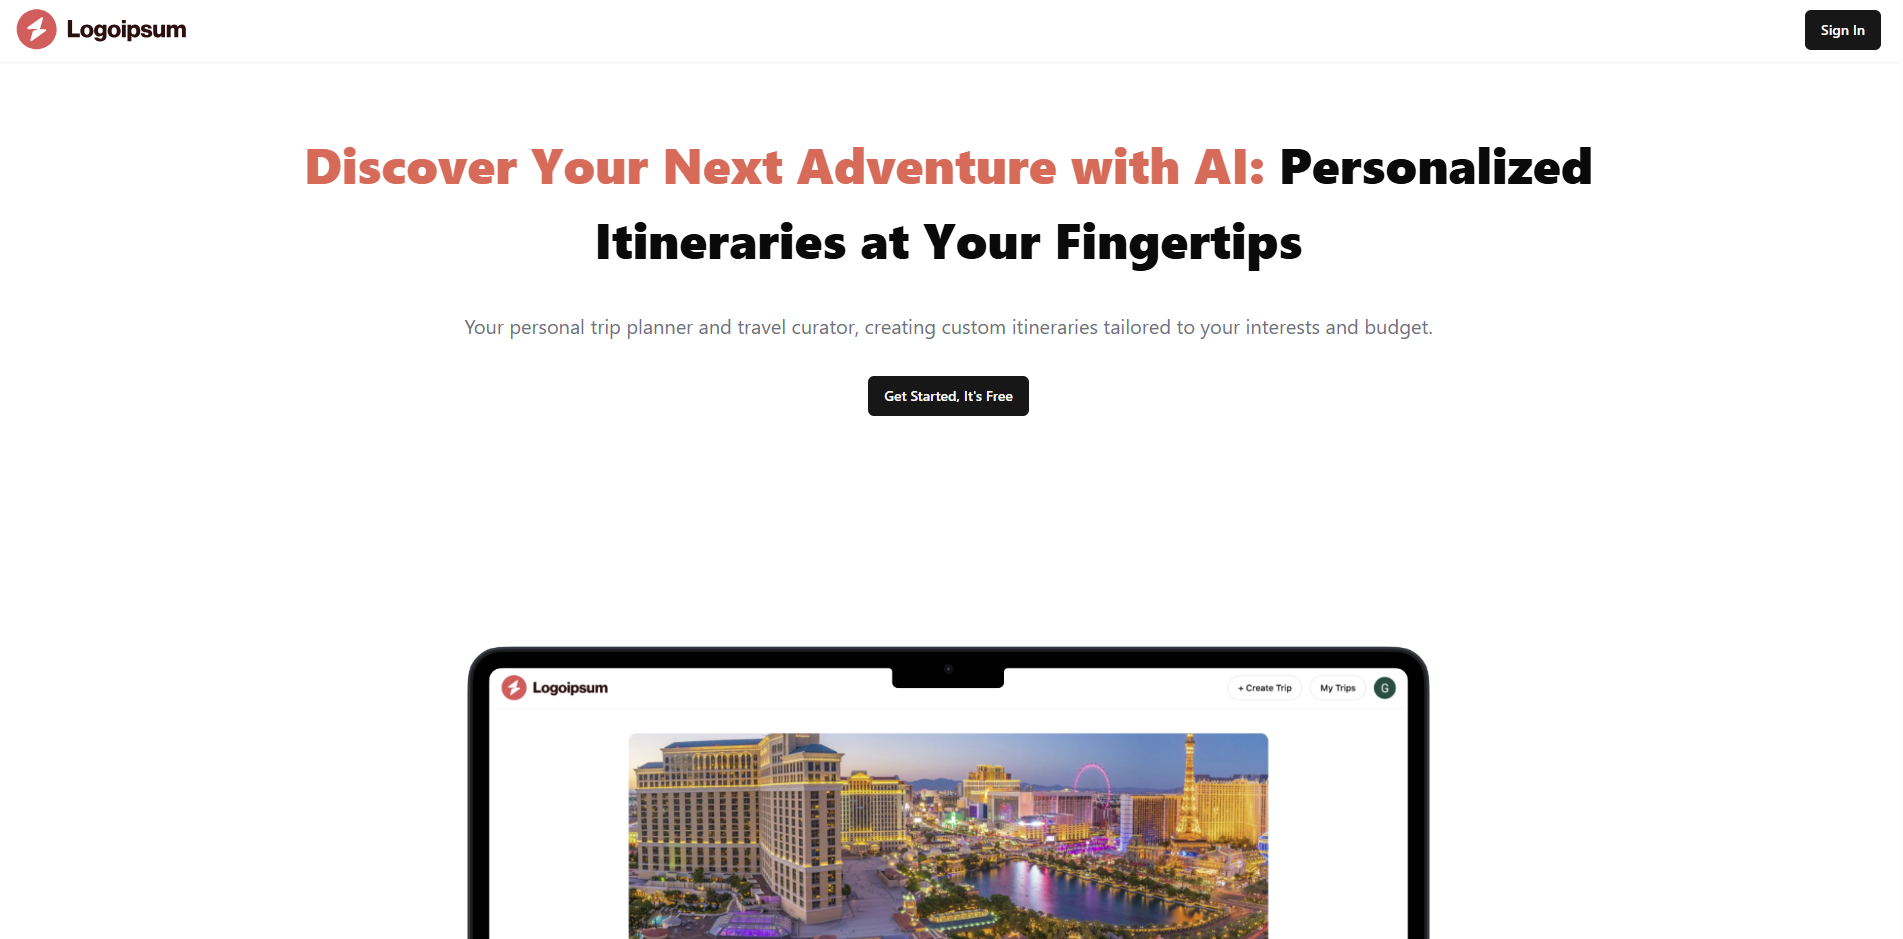 Logoipsum
Sign In
Discover Your Next Adventure with AI: Personalized
Itineraries at Your Fingertips
Your personal trip planner and travel curator, creating custom itineraries tailored to your interests and budget.
Get Started, It's Free
Logoipsum
+ Create Trip
My Trips
G